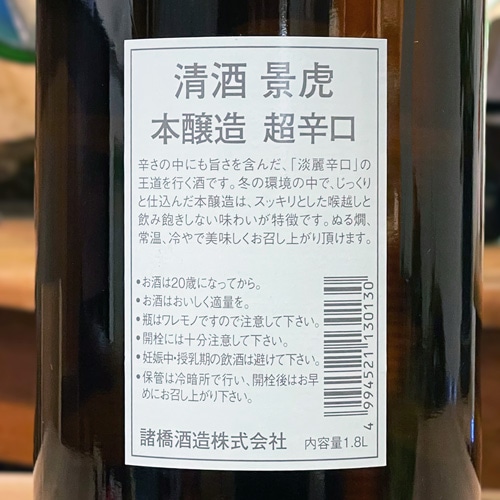 清酒 景虎
本醸造 超辛口
辛さの中にも旨さを含んだ、「淡麗辛口」の
王道を行く酒です。冬の環境の中で、じっくり
と仕込んだ本醸造は、スッキリとした喉越しと
飲み飽きしない味わいが特徴です。ぬる燗、
常温、冷やで美味しくお召し上がり頂けます。
•お酒は20歳になってから。
•お酒はおいしく適量を。
•瓶はワレモノですので注意して下さい。
•開栓には十分注意して下さい。
•妊娠中・授乳期の飲酒は避けて下さい。
•保管は冷暗所で行い、開栓後はお早
めにお召し上がり下さい。
4994521130130
諸橋酒造株式会社 内容量1.8L